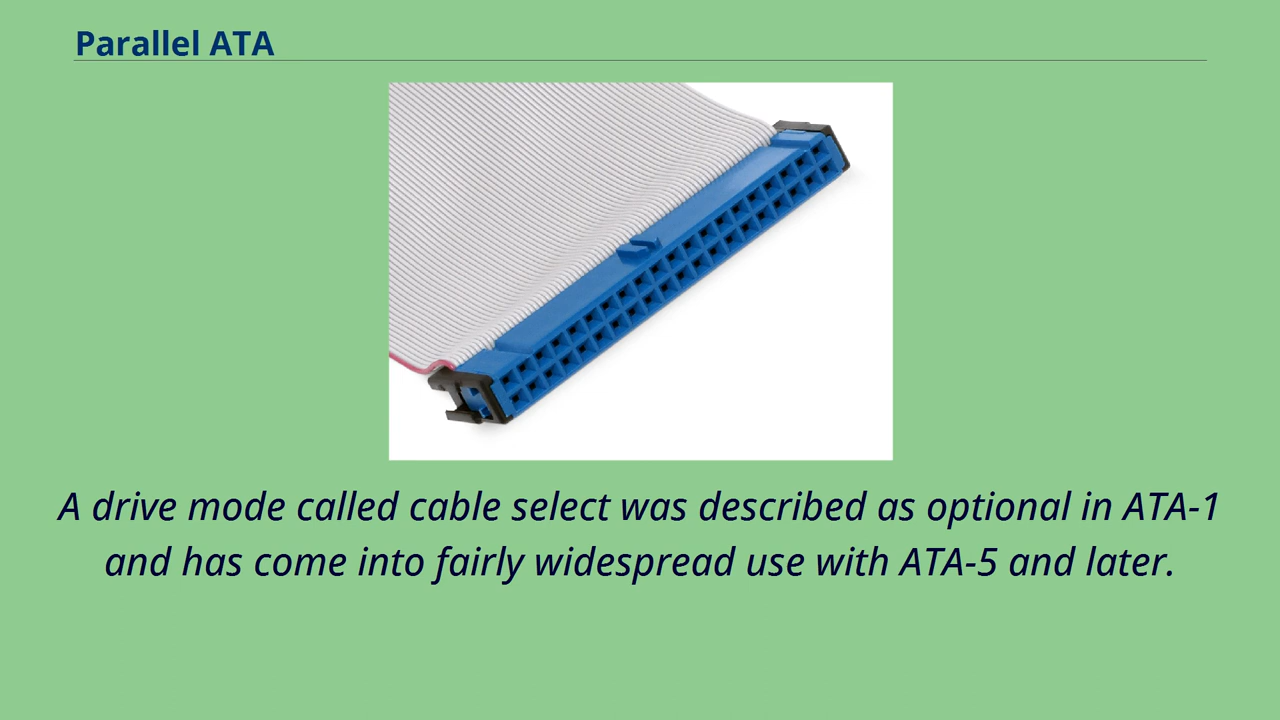 Parallel ATA
A drive mode called cable select was described as optional in ATA-1
and has come into fairly widespread use with ATA-5 and later.